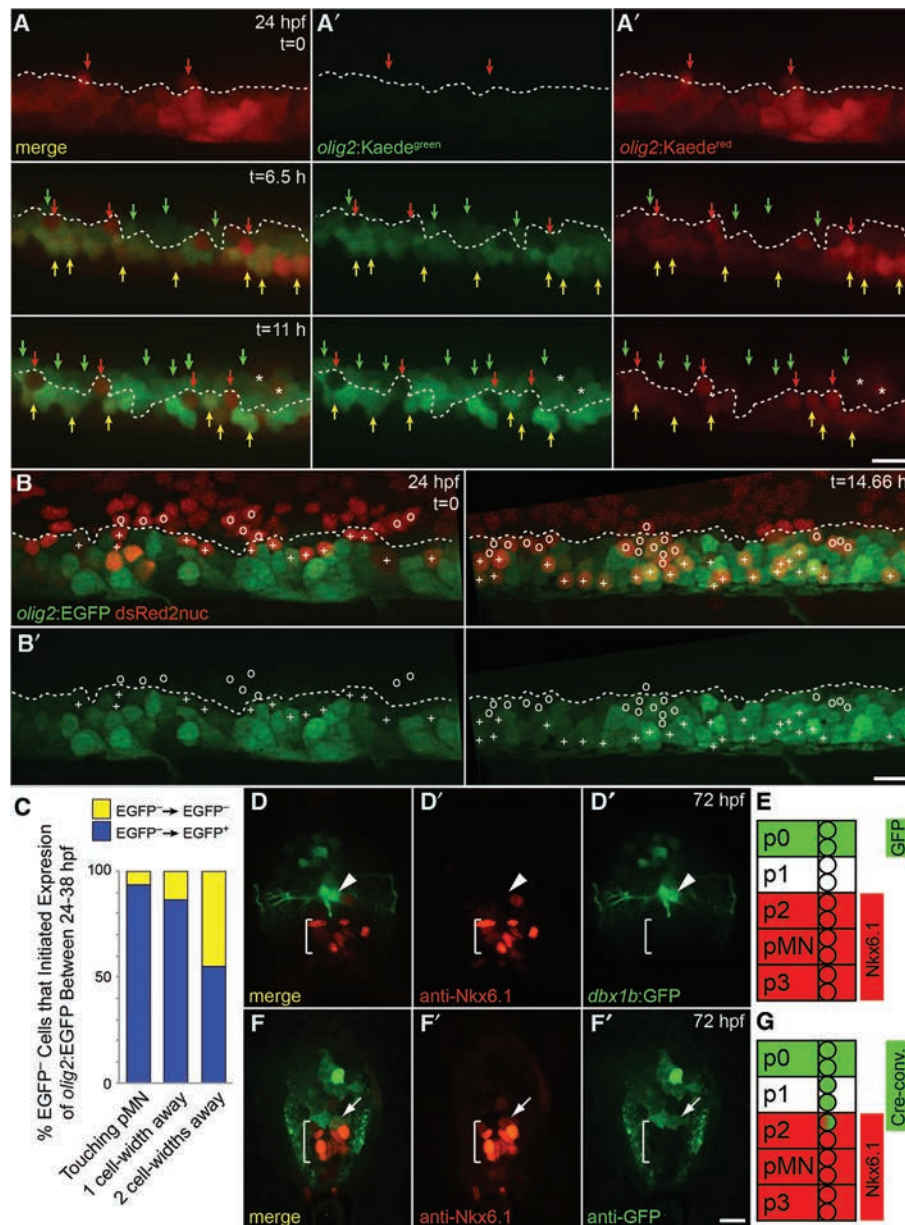 A
24 hpf
t=0
A′
A′
merge
olig2:Kaedegreen
olig2:Kaedered
t=6.5 h
t=11 h
B
24 hpf
t=0
t=14.66 h
olig2:EGFP dsRed2nuc
B′
C
EGFP⁻→EGFP⁻
EGFP⁻→EGFP⁺
% EGFP⁻ Cells that Initiated Expresion
of olig2:EGFP Between 24-38 hpf
100
50
0
Touching pMN
1 cell-width away
2 cell-widths away
D
D′
D′
72 hpf
merge
anti-Nkx6.1
dbx1b:GFP
E
p0
p1
p2
pMN
p3
GFP
Nkx6.1
F
F′
F′
72 hpf
merge
anti-Nkx6.1
anti-GFP
G
p0
p1
p2
pMN
p3
Cre-conv.
Nkx6.1